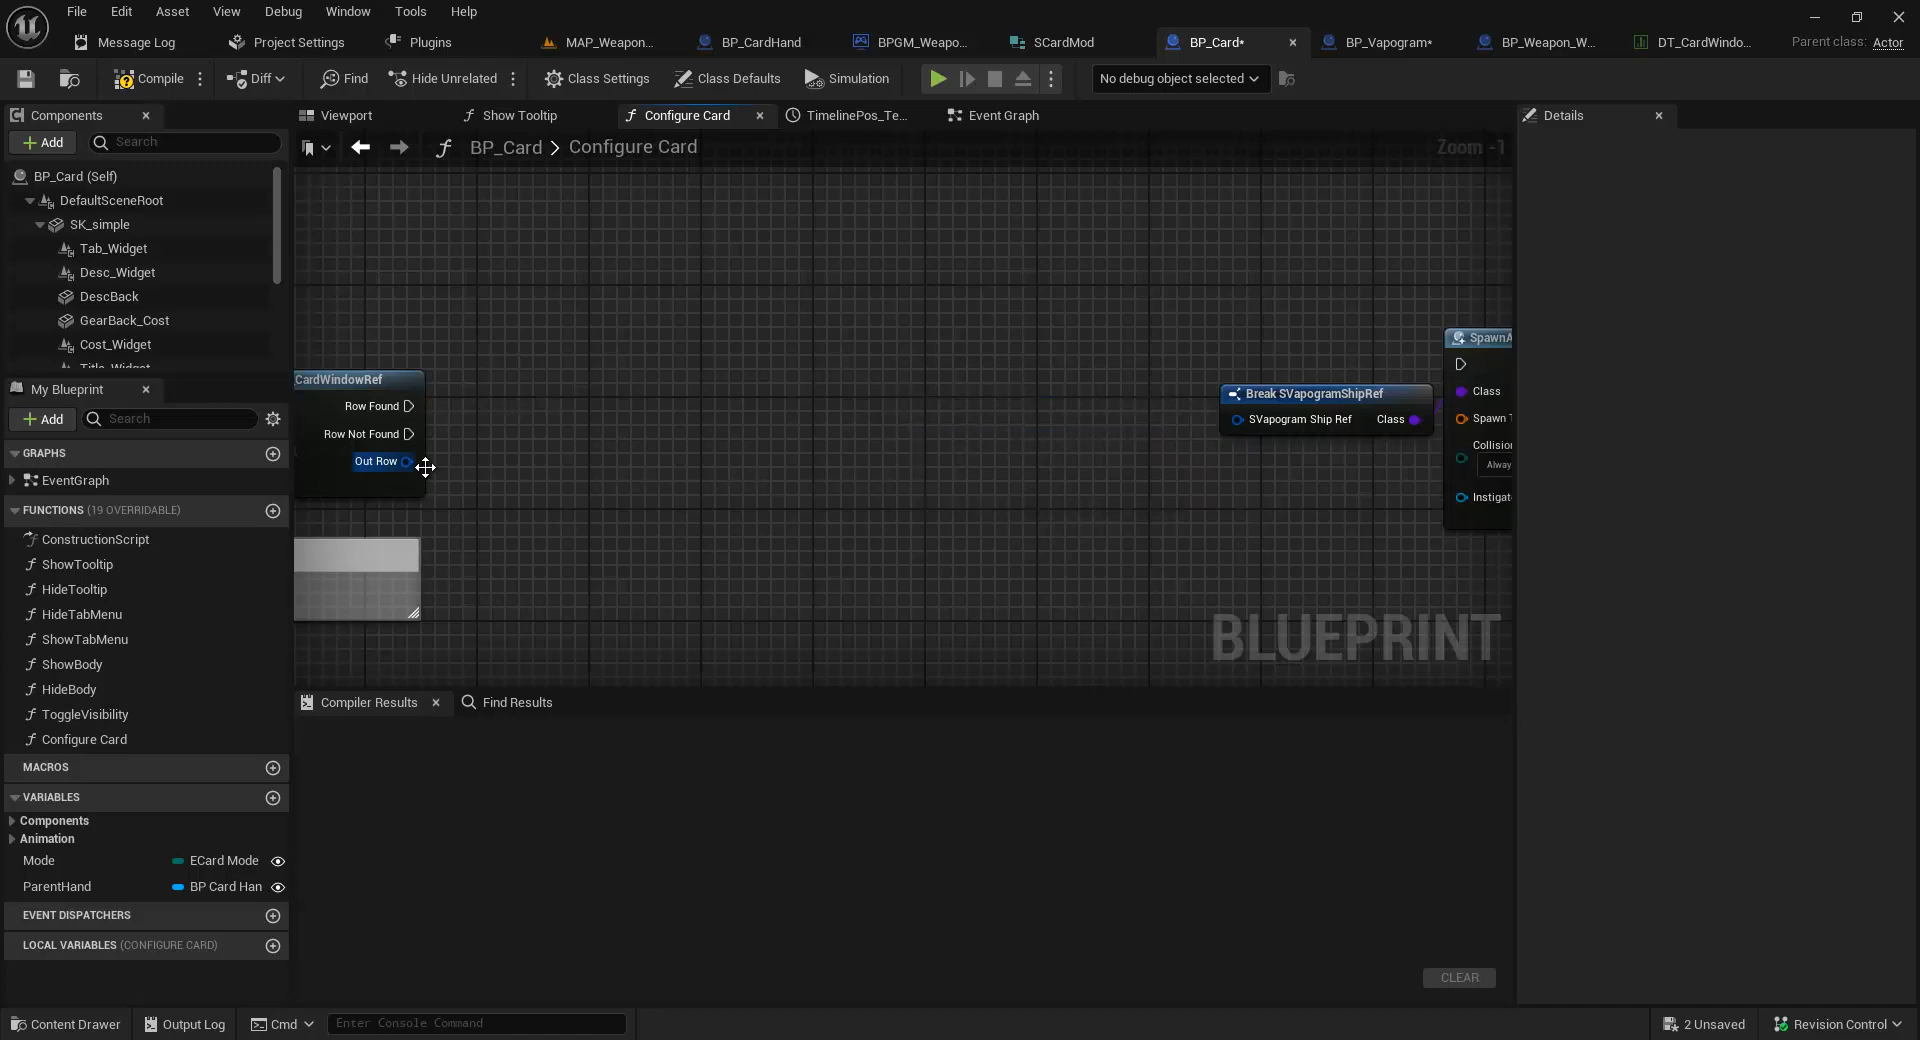 File Edit Asset View Debug Window Tools Help
Message Log Project Settings Plugins MAP_Weapon... BP_CardHand BPGM_Weapo... SCardMod BP_Card* BP_Vapogram* BP_Weapon_W... DT_CardWindo... Parent class: Actor
Compile Diff Find Hide Unrelated Class Settings Class Defaults Simulation No debug object selected
Components
Add Search
BP_Card (Self)
DefaultSceneRoot
SK_simple
Tab_Widget
Desc_Widget
DescBack
GearBack_Cost
Cost_Widget
Title_Widget
My Blueprint
Add Search
GRAPHS
EventGraph
FUNCTIONS (19 OVERRIDABLE)
ConstructionScript
ShowTooltip
HideTooltip
HideTabMenu
ShowTabMenu
ShowBody
HideBody
ToggleVisibility
Configure Card
MACROS
VARIABLES
Components
Animation
Mode ECard Mode
ParentHand BP Card Han
EVENT DISPATCHERS
LOCAL VARIABLES (CONFIGURE CARD)
Viewport Show Tooltip Configure Card TimelinePos_Te... Event Graph
BP_Card > Configure Card
Zoom -1
CardWindowRef
Row Found
Row Not Found
Out Row
Break SVapogramShipRef
SVapogram Ship Ref Class
SpawnA
Class
Spawn T
Collision
Alway
Instigat
BLUEPRINT
Compiler Results Find Results
CLEAR
Details
Content Drawer Output Log Cmd Enter Console Command 2 Unsaved Revision Control